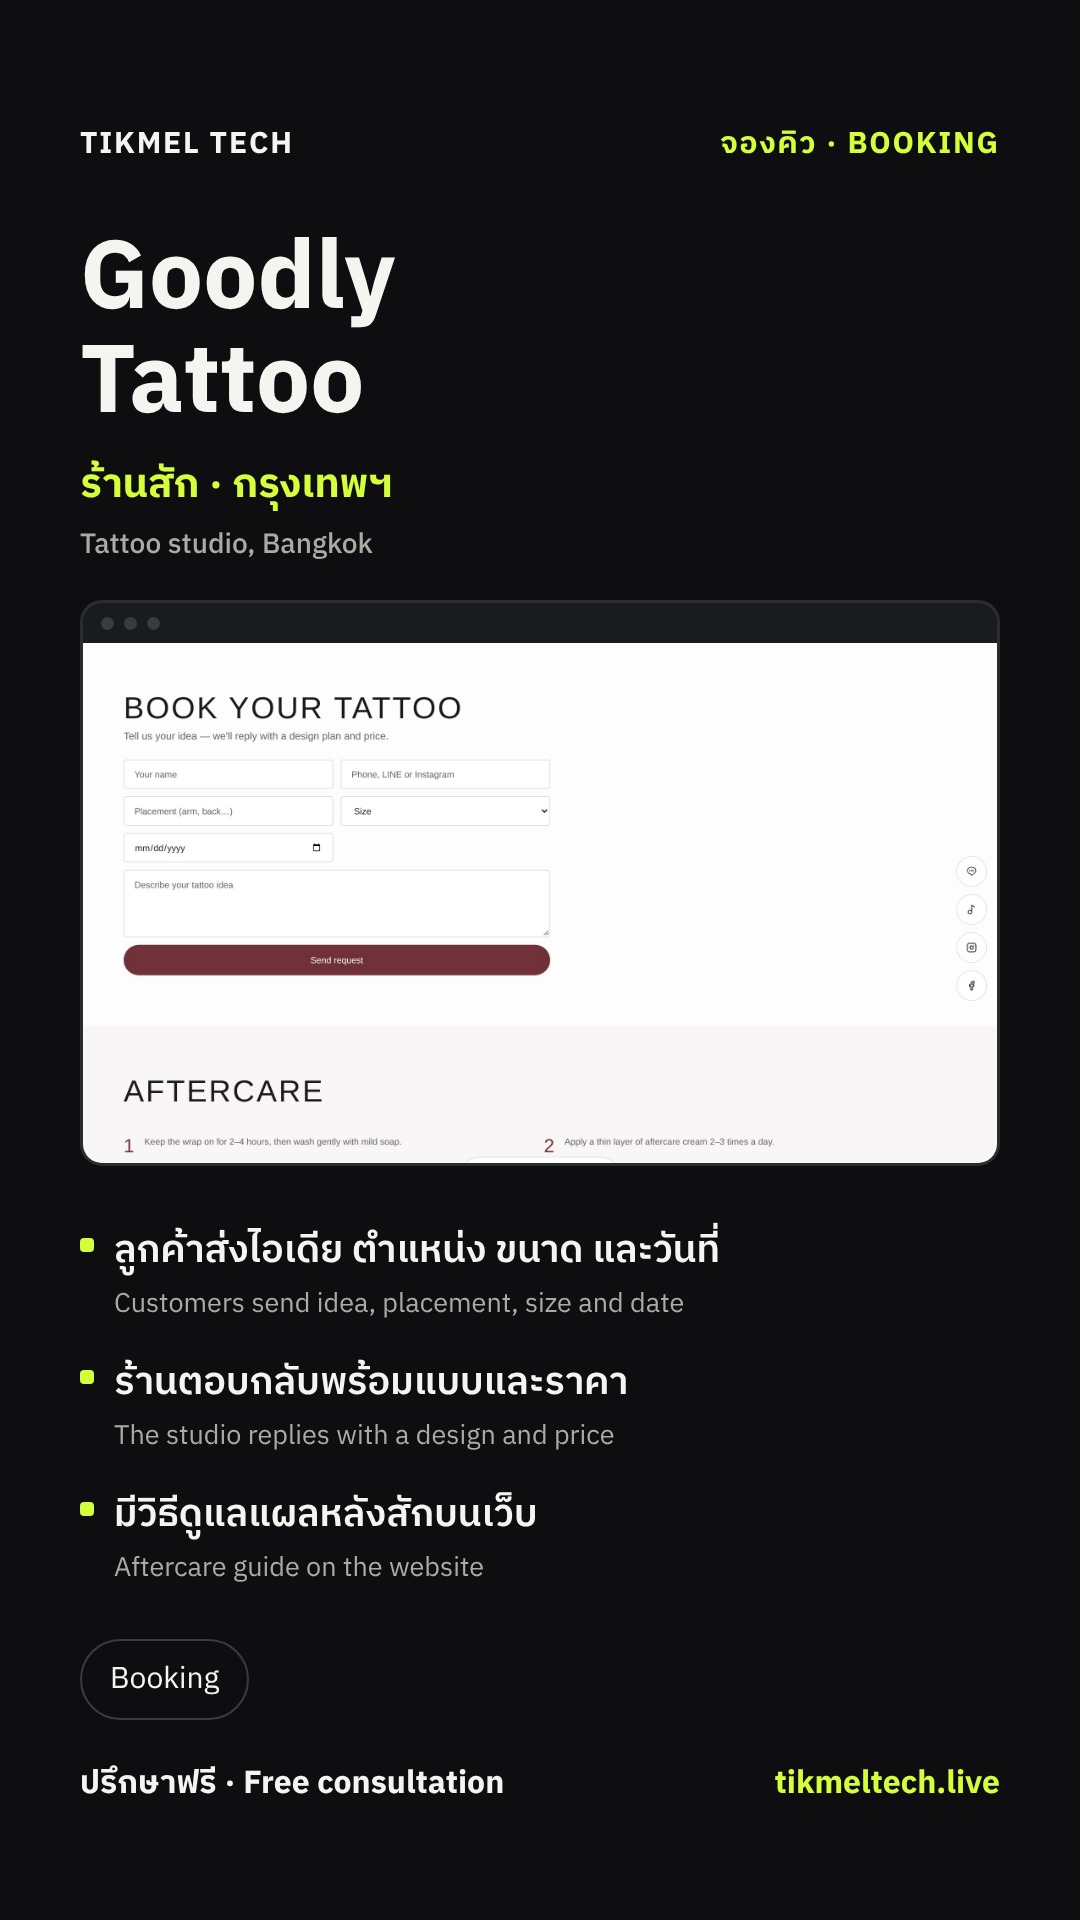 TIKMEL TECH
จองคิว · BOOKING
Goodly
Tattoo
ร้านสัก · กรุงเทพฯ
Tattoo studio, Bangkok
BOOK YOUR TATTOO
Tell us your idea — we'll reply with a design plan and price.
Your name
Phone, LINE or Instagram
Placement (arm, back...)
Size
mm/dd/yyyy
Describe your tattoo idea
Send request
AFTERCARE
1 Keep the wrap on for 2–4 hours, then wash gently with mild soap.
2 Apply a thin layer of aftercare cream 2–3 times a day.
ลูกค้าส่งไอเดีย ตำแหน่ง ขนาด และวันที่
Customers send idea, placement, size and date
ร้านตอบกลับพร้อมแบบและราคา
The studio replies with a design and price
มีวิธีดูแลแผลหลังสักบนเว็บ
Aftercare guide on the website
Booking
ปรึกษาฟรี · Free consultation
tikmeltech.live